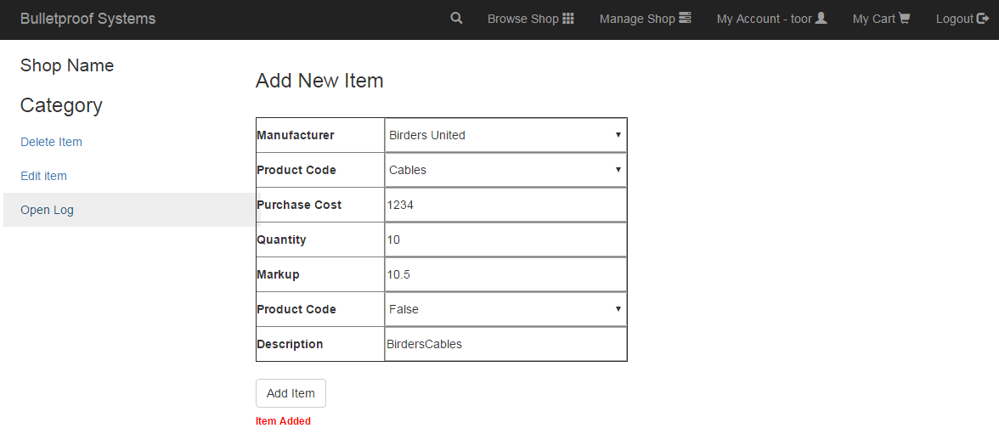 Bulletproof Systems Browse Shop Manage Shop My Account - toor My Cart Logout
Shop Name
Category
Delete Item
Edit item
Open Log
Add New Item
Manufacturer Birders United
Product Code Cables
Purchase Cost 1234
Quantity 10
Markup 10.5
Product Code False
Description BirdersCables
Add Item
Item Added